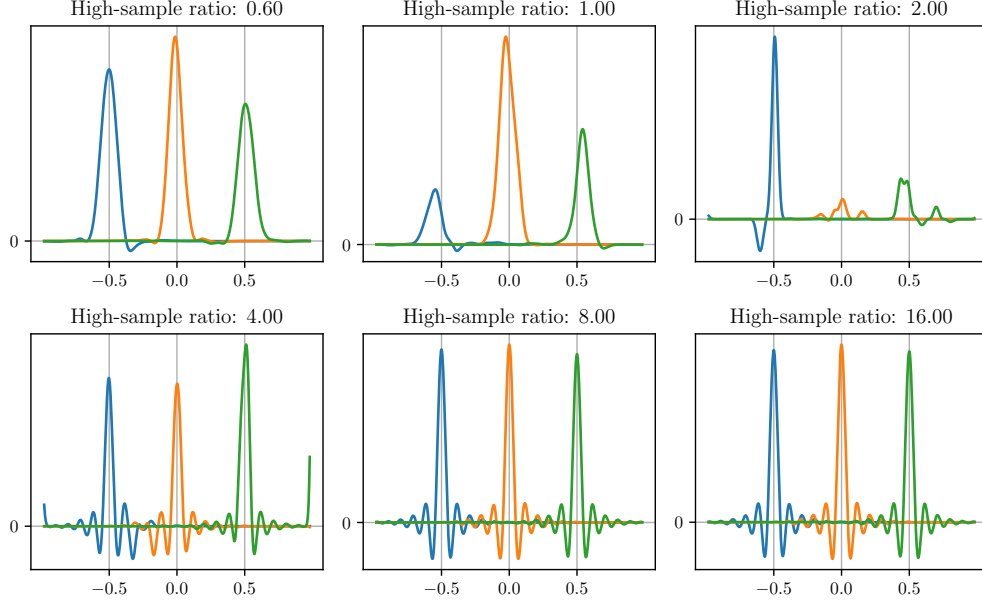 High-sample ratio: 0.60
High-sample ratio: 1.00
High-sample ratio: 2.00
0
0
0
−0.5 0.0 0.5
−0.5 0.0 0.5
−0.5 0.0 0.5
High-sample ratio: 4.00
High-sample ratio: 8.00
High-sample ratio: 16.00
0
0
0
−0.5 0.0 0.5
−0.5 0.0 0.5
−0.5 0.0 0.5